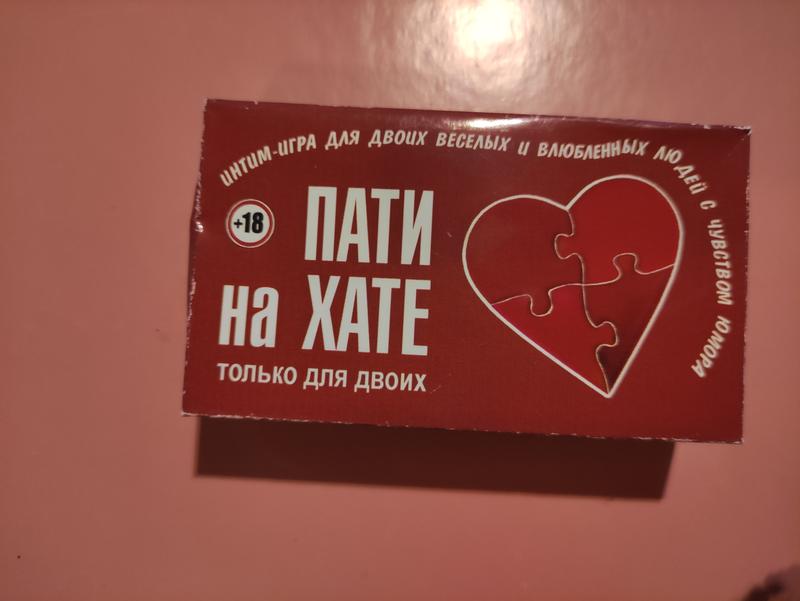 ИНТИМ-ИГРА ДЛЯ ДВОИХ ВЕСЕЛЫХ И ВЛЮБЛЕННЫХ ЛЮДЕЙ С ЧУВСТВОМ ЮМОРА
+18
ПАТИ
на ХАТЕ
ТОЛЬКО ДЛЯ ДВОИХ